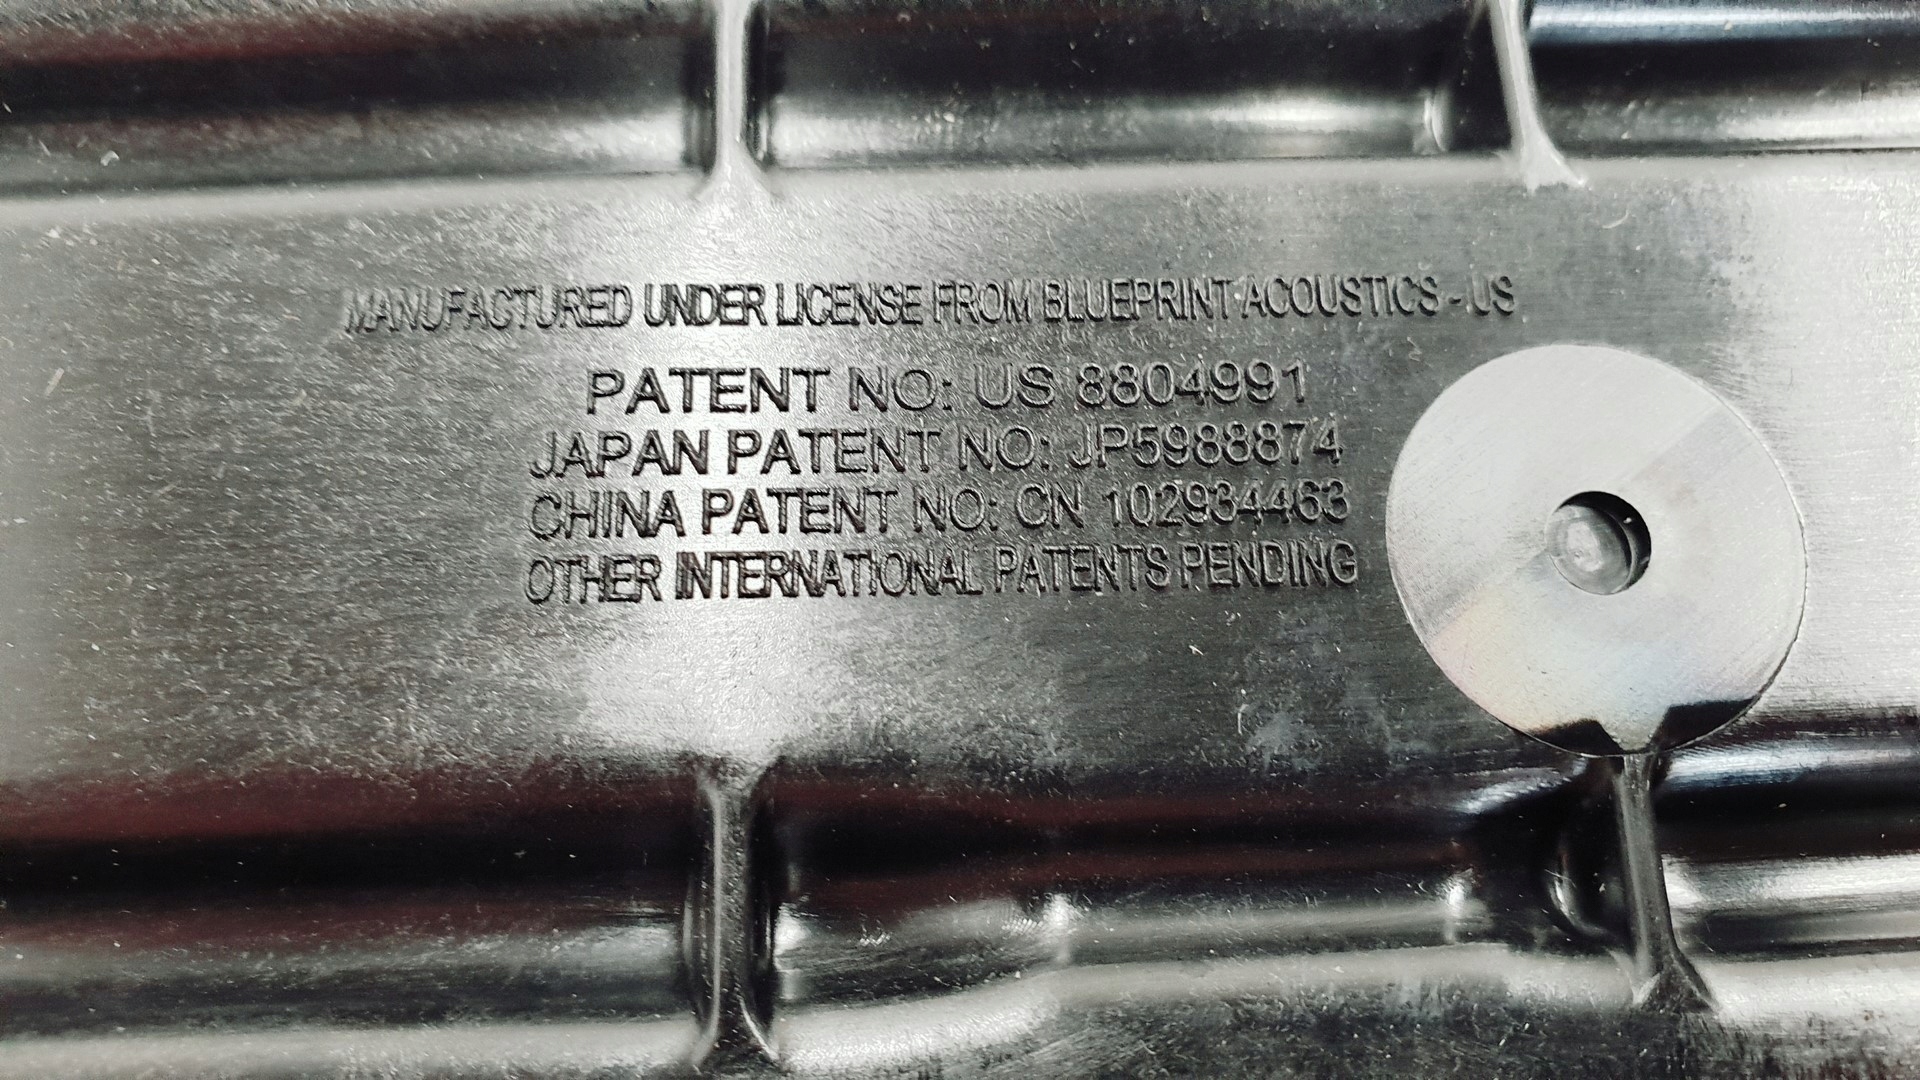 MANUFACTURED UNDER LICENSE FROM BLUEPRINT ACOUSTICS - US
PATENT NO: US 8804991
JAPAN PATENT NO: JP5988874
CHINA PATENT NO: CN 102934463
OTHER INTERNATIONAL PATENTS PENDING